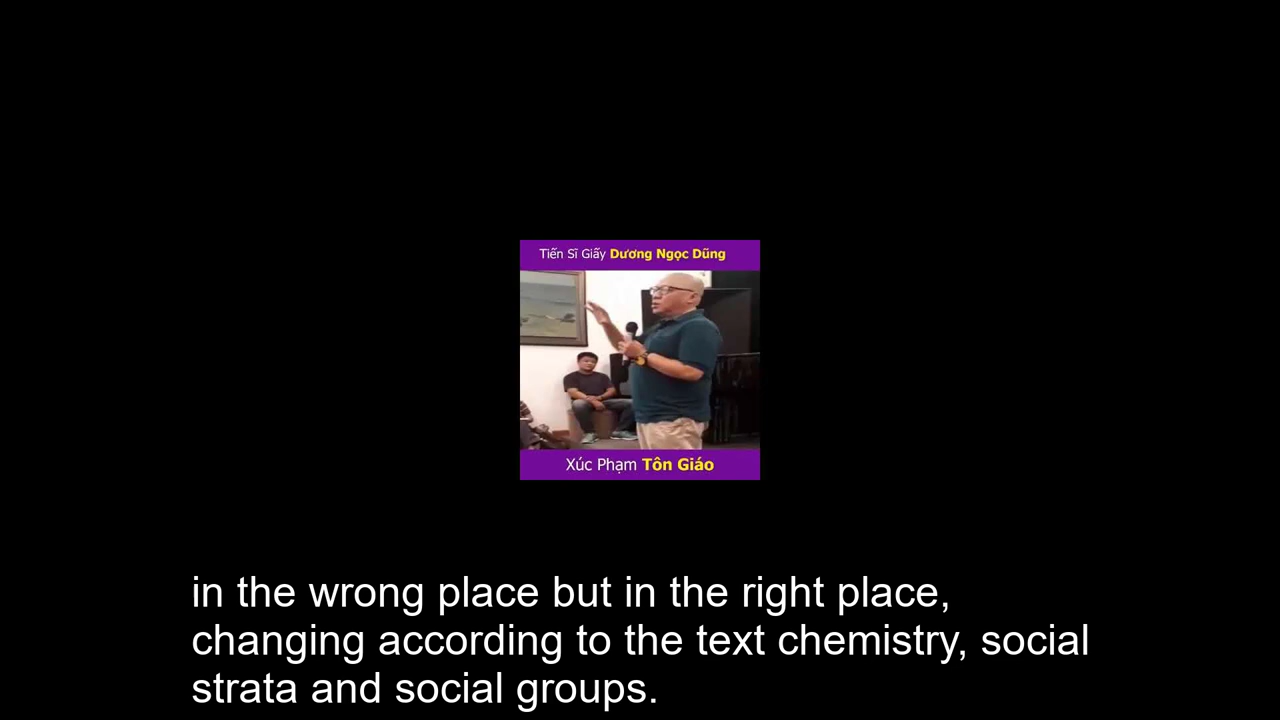 Tiến Sĩ Giấy Dương Ngọc Dũng
Xúc Phạm Tôn Giáo
in the wrong place but in the right place,
changing according to the text chemistry, social
strata and social groups.